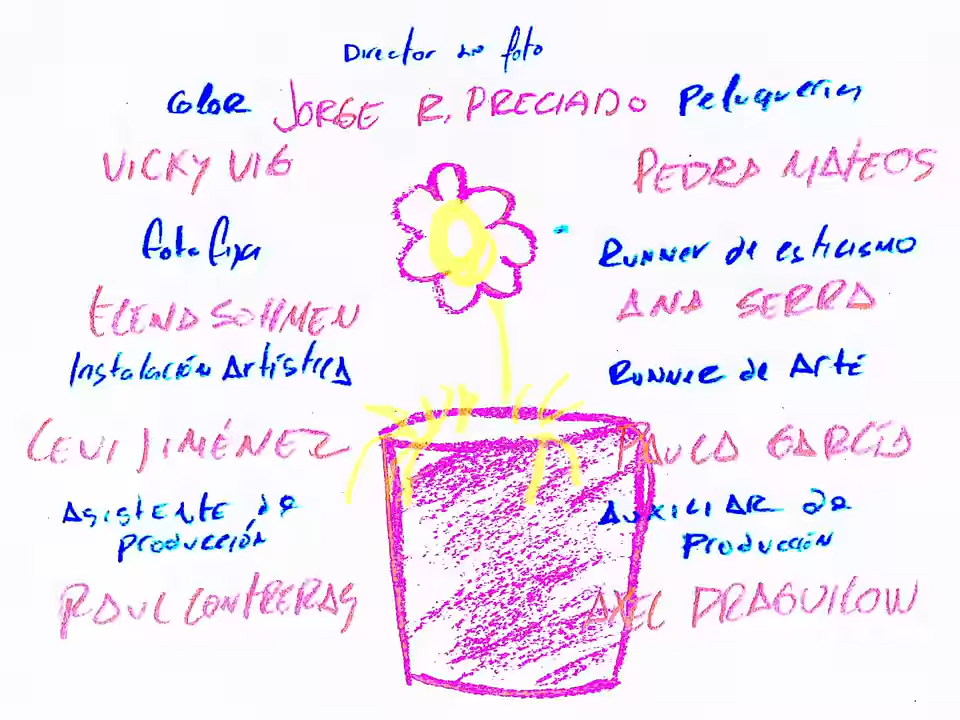 Director de foto
Color JORGE R. PRECIADO Peluquería
VICKY VIG PEDRA MATEOS
foto fija Runner de esticismo
ELENA SOHMEN ANA SERRA
Instalación Artística Runner de Arte
LEVI JIMÉNEZ PAULA GARCÍA
Asistente de Auxiliar de
producción Producción
RAUL CONTRERAS AXEL DRAGUILOW